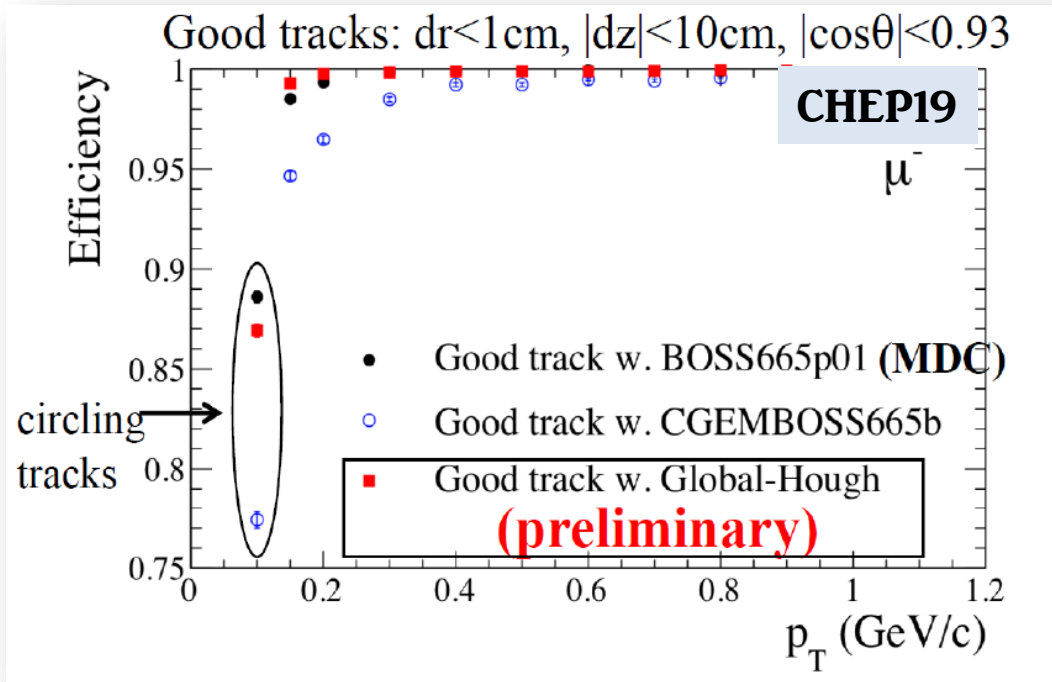 Good tracks: dr<1cm, |dz|<10cm, |cosθ|<0.93
Efficiency
1
0.95
0.9
0.85
0.8
0.75
CHEP19
μ-
circling
tracks
Good track w. BOSS665p01 (MDC)
Good track w. CGEMBOSS665b
Good track w. Global-Hough
(preliminary)
0 0.2 0.4 0.6 0.8 1 1.2
pT (GeV/c)